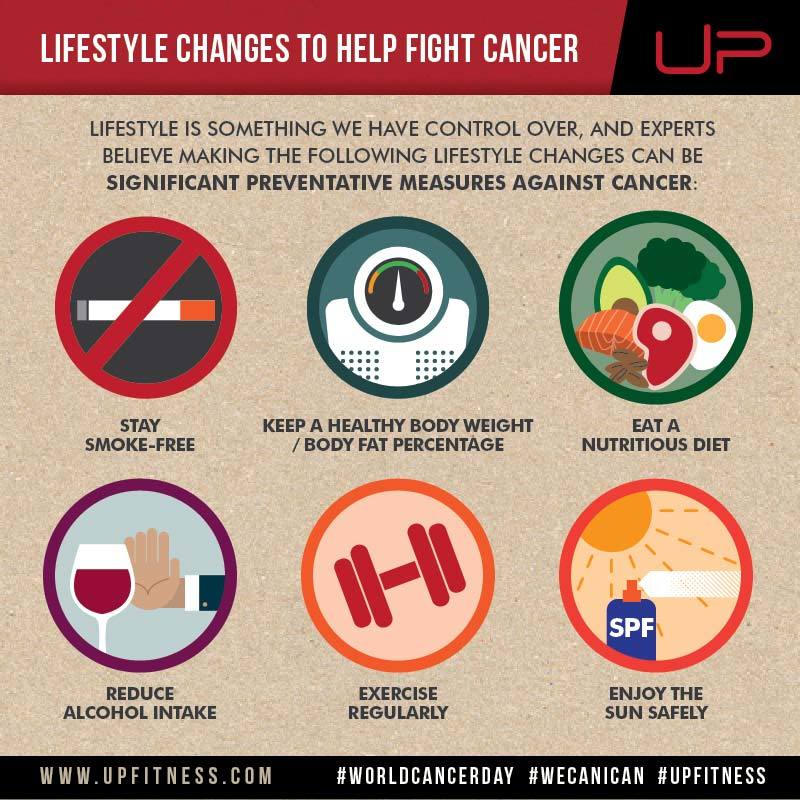 LIFESTYLE CHANGES TO HELP FIGHT CANCER
UP
LIFESTYLE IS SOMETHING WE HAVE CONTROL OVER, AND EXPERTS
BELIEVE MAKING THE FOLLOWING LIFESTYLE CHANGES CAN BE
SIGNIFICANT PREVENTATIVE MEASURES AGAINST CANCER:
STAY
SMOKE-FREE
KEEP A HEALTHY BODY WEIGHT
/ BODY FAT PERCENTAGE
EAT A
NUTRITIOUS DIET
SPF
REDUCE
ALCOHOL INTAKE
EXERCISE
REGULARLY
ENJOY THE
SUN SAFELY
WWW.UPFITNESS.COM
#WORLDCANCERDAY #WECANICAN #UPFITNESS